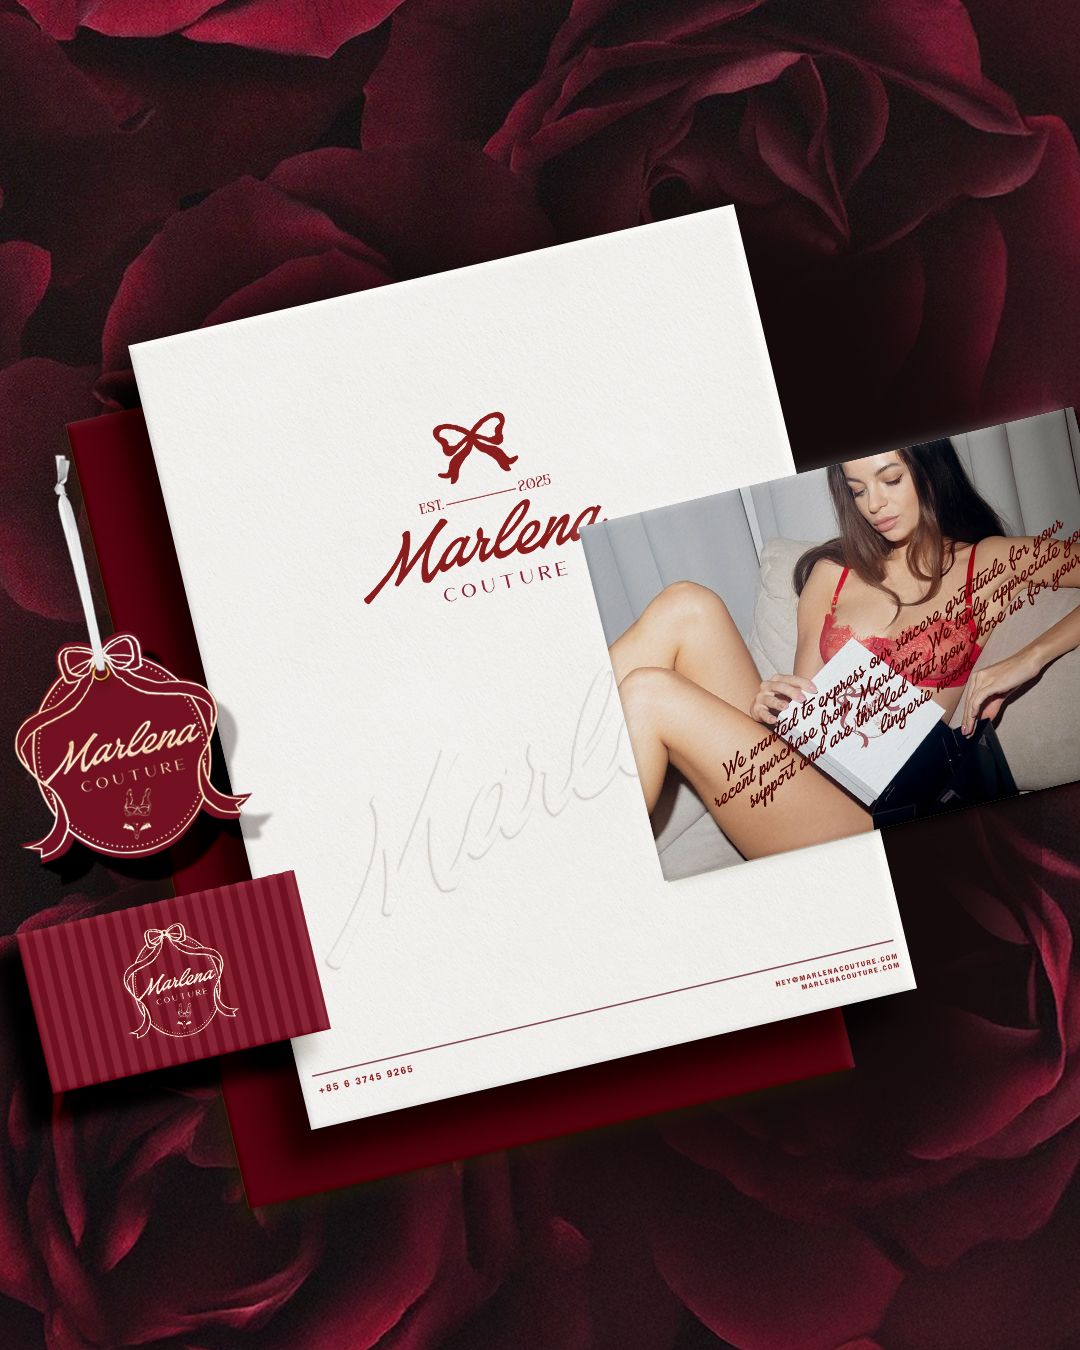 EST. 2025
Marlena
COUTURE
Marlena
COUTURE
Marlena
COUTURE
Marl
We wanted to express our sincere gratitude for your
recent purchase from Marlena. We truly appreciate
support and are thrilled that you chose us for your
lingerie needs.
HEY@MARLENACOUTURE.COM
MARLENACOUTURE.COM
+85 6 3745 9265